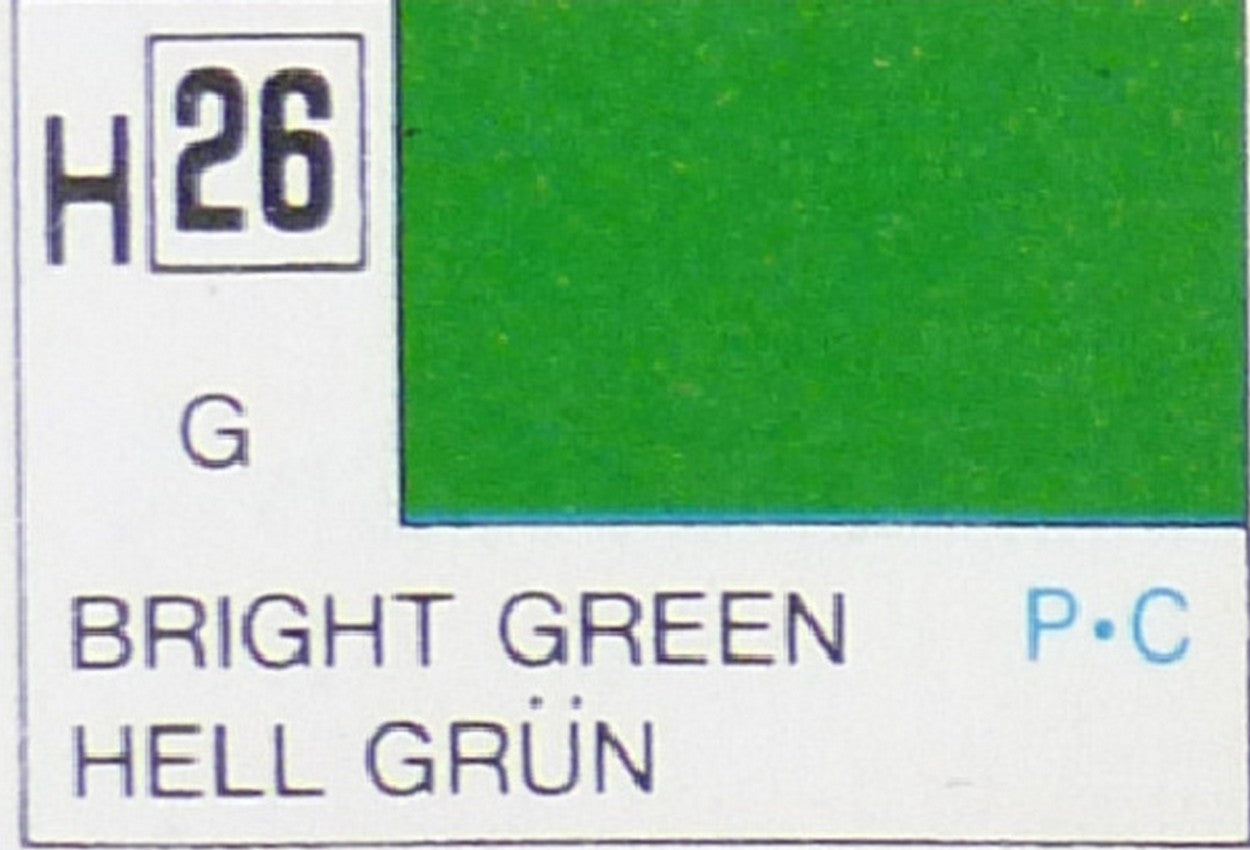 H 26
G
BRIGHT GREEN P·C
HELL GRÜN